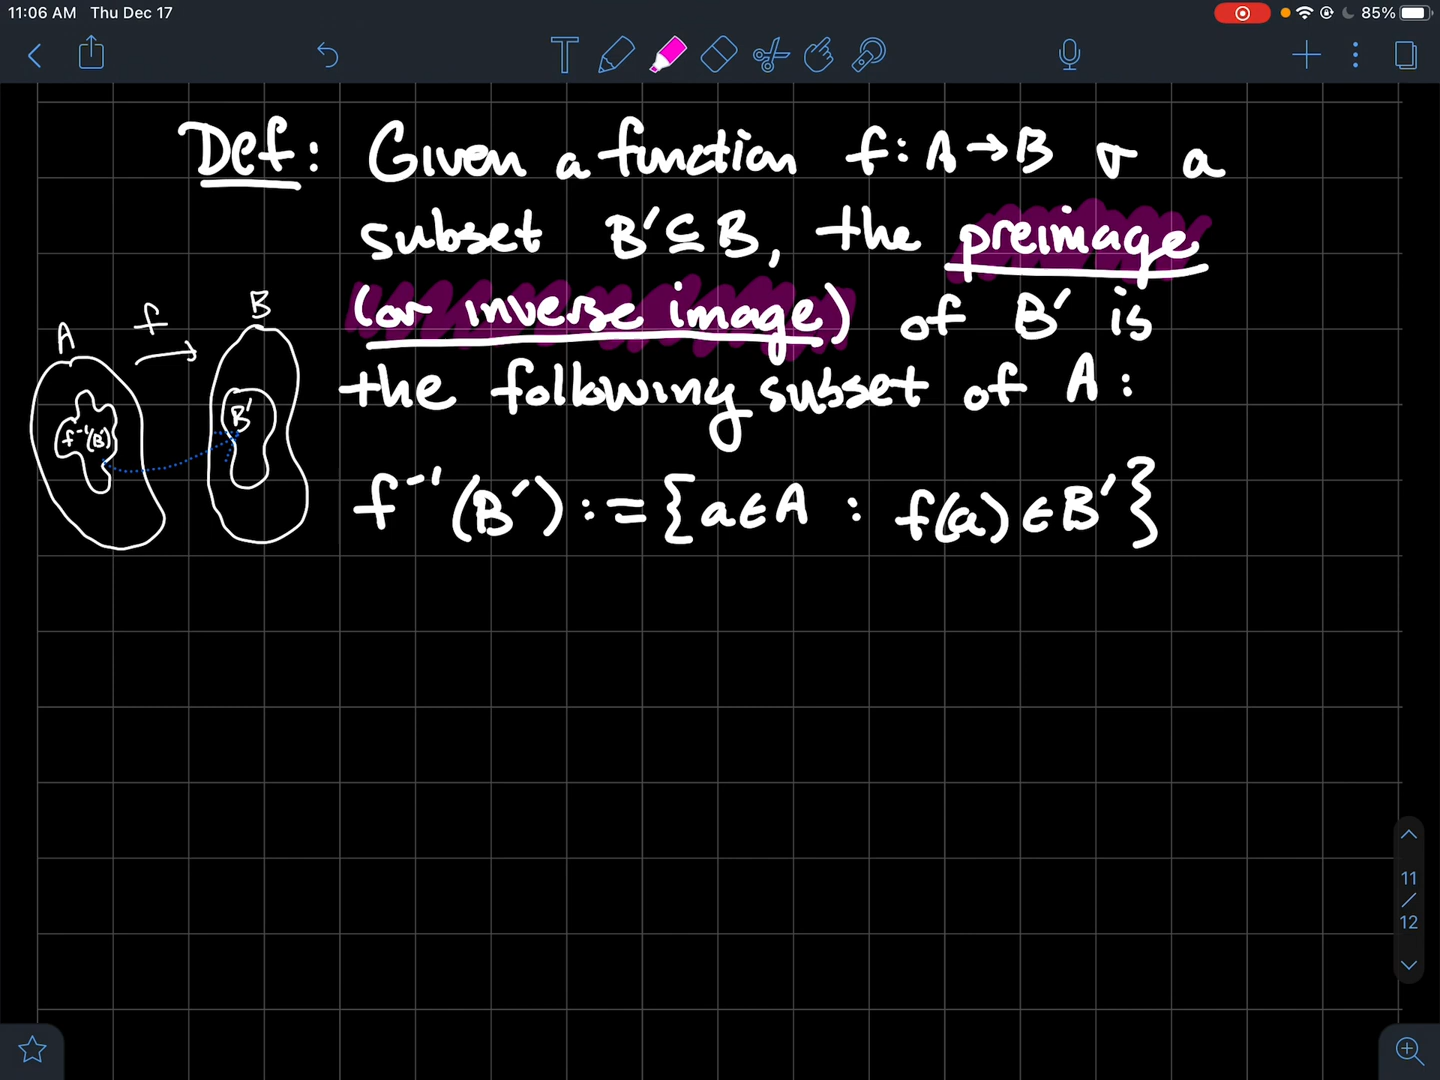 11:06 AM Thu Dec 17
85%
T
Def: Given a function f: A→B & a
subset B'⊆B, the preimage
(or inverse image) of B' is
the following subset of A:
f⁻¹(B') := {a∈A : f(a)∈B'}
A
f
B
f⁻¹(B')
B'
11
/
12